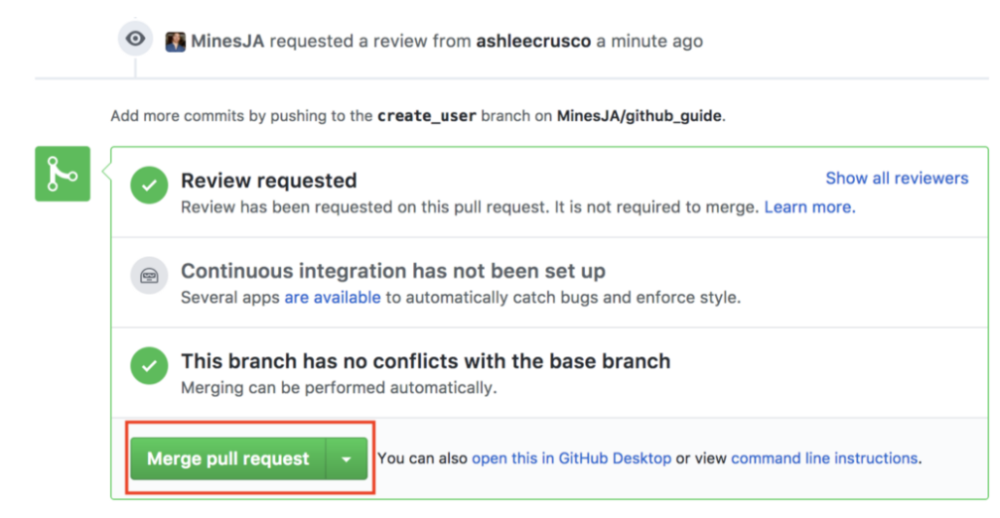 MinesJA requested a review from ashleecrusco a minute ago
Add more commits by pushing to the create_user branch on MinesJA/github_guide.
Review requested
Show all reviewers
Review has been requested on this pull request. It is not required to merge. Learn more.
Continuous integration has not been set up
Several apps are available to automatically catch bugs and enforce style.
This branch has no conflicts with the base branch
Merging can be performed automatically.
Merge pull request
You can also open this in GitHub Desktop or view command line instructions.